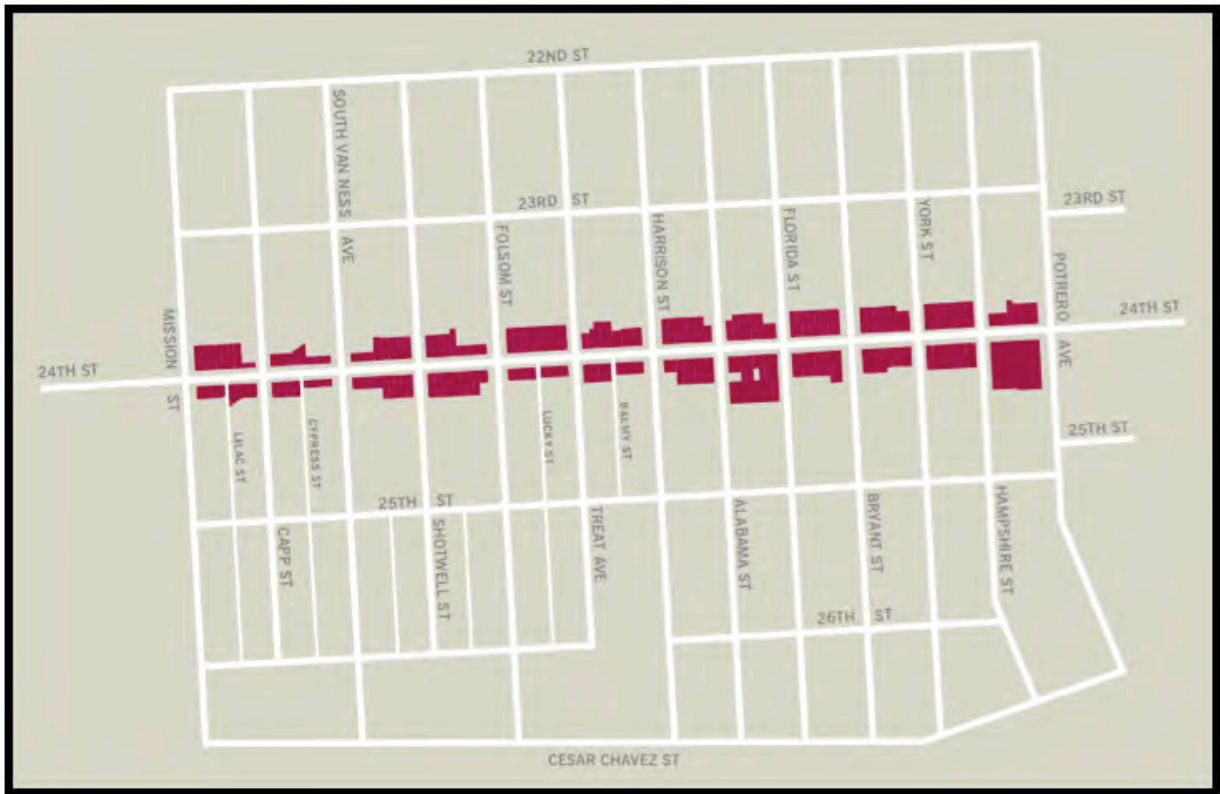 22ND ST
SOUTH VAN NESS AVE
23RD ST
23RD ST
FOLSOM ST
HARRISON ST
FLORIDA ST
YORK ST
POTRERO AVE
MISSION ST
24TH ST
24TH ST
LILAC ST
CYPRESS ST
LUCKY ST
BALMY ST
25TH ST
25TH ST
CAPP ST
SHOTWELL ST
TREAT AVE
ALABAMA ST
BRYANT ST
HAMPSHIRE ST
26TH ST
CESAR CHAVEZ ST